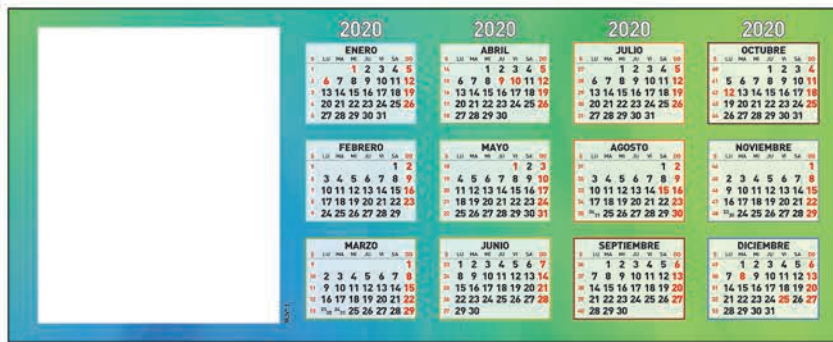 2020
2020
2020
2020
ENERO
S LU MA MI JU VI SA DO
1 2 3 4 5
6 7 8 9 10 11 12
13 14 15 16 17 18 19
20 21 22 23 24 25 26
27 28 29 30 31
ABRIL
S LU MA MI JU VI SA DO
1 2 3 4 5
6 7 8 9 10 11 12
13 14 15 16 17 18 19
20 21 22 23 24 25 26
27 28 29 30
JULIO
S LU MA MI JU VI SA DO
1 2 3 4 5
6 7 8 9 10 11 12
13 14 15 16 17 18 19
20 21 22 23 24 25 26
27 28 29 30 31
OCTUBRE
S LU MA MI JU VI SA DO
1 2 3 4
5 6 7 8 9 10 11
12 13 14 15 16 17 18
19 20 21 22 23 24 25
26 27 28 29 30 31
FEBRERO
S LU MA MI JU VI SA DO
1 2
3 4 5 6 7 8 9
10 11 12 13 14 15 16
17 18 19 20 21 22 23
24 25 26 27 28 29
MAYO
S LU MA MI JU VI SA DO
1 2 3
4 5 6 7 8 9 10
11 12 13 14 15 16 17
18 19 20 21 22 23 24
25 26 27 28 29 30 31
AGOSTO
S LU MA MI JU VI SA DO
1 2
3 4 5 6 7 8 9
10 11 12 13 14 15 16
17 18 19 20 21 22 23
24/31 25 26 27 28 29 30
NOVIEMBRE
S LU MA MI JU VI SA DO
1
2 3 4 5 6 7 8
9 10 11 12 13 14 15
16 17 18 19 20 21 22
23/30 24 25 26 27 28 29
MARZO
S LU MA MI JU VI SA DO
1
2 3 4 5 6 7 8
9 10 11 12 13 14 15
16 17 18 19 20 21 22
23/30 24/31 25 26 27 28 29
JUNIO
S LU MA MI JU VI SA DO
1 2 3 4 5 6 7
8 9 10 11 12 13 14
15 16 17 18 19 20 21
22 23 24 25 26 27 28
29 30
SEPTIEMBRE
S LU MA MI JU VI SA DO
1 2 3 4 5 6
7 8 9 10 11 12 13
14 15 16 17 18 19 20
21 22 23 24 25 26 27
28 29 30
DICIEMBRE
S LU MA MI JU VI SA DO
1 2 3 4 5 6
7 8 9 10 11 12 13
14 15 16 17 18 19 20
21 22 23 24 25 26 27
28 29 30 31